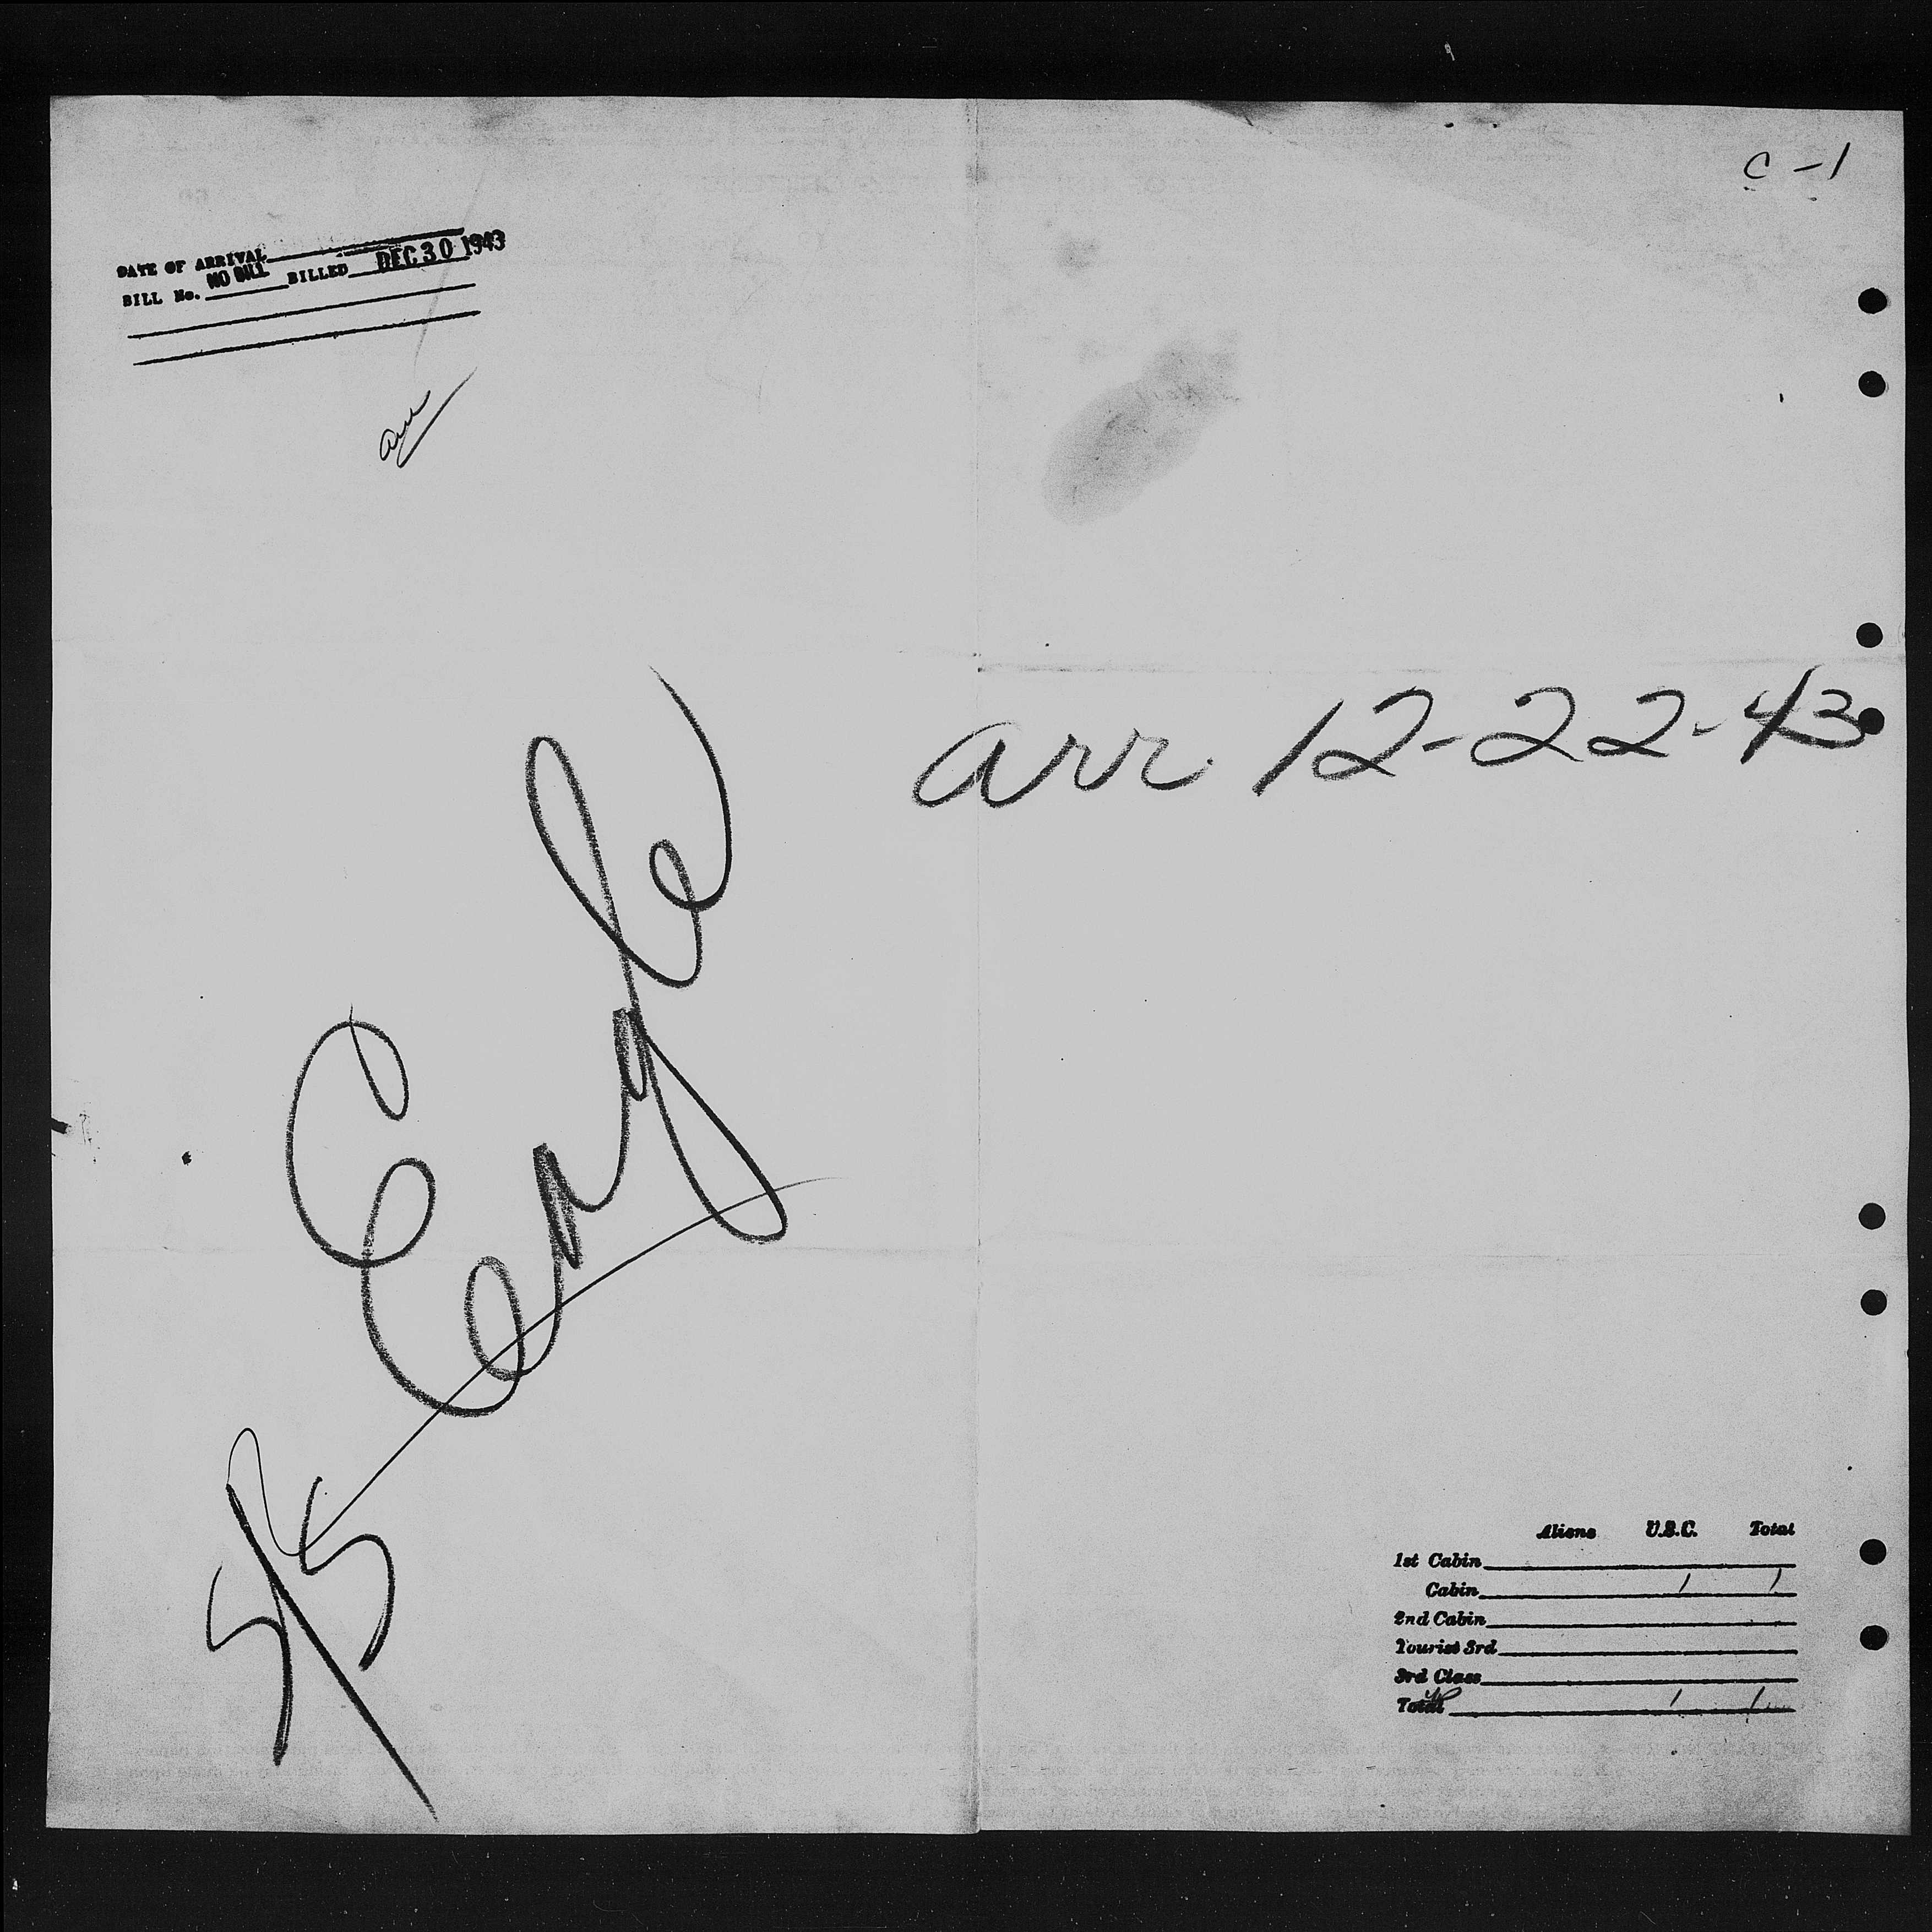 C-1
DATE OF ARRIVAL
BILL No. NO BILL BILLED DEC 30 1943
arr 12-22-43
S/S Engle
Aliens U.S.C. Total
1st Cabin
Cabin 1 1
2nd Cabin
Tourist 3rd
3rd Class
Total 1 1